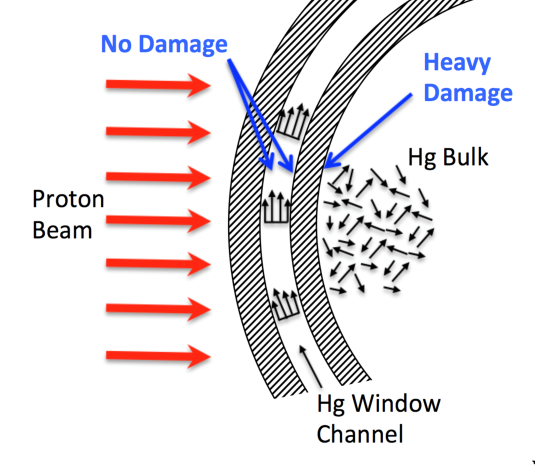 No Damage
Heavy
Damage
Hg Bulk
Proton
Beam
Hg Window
Channel